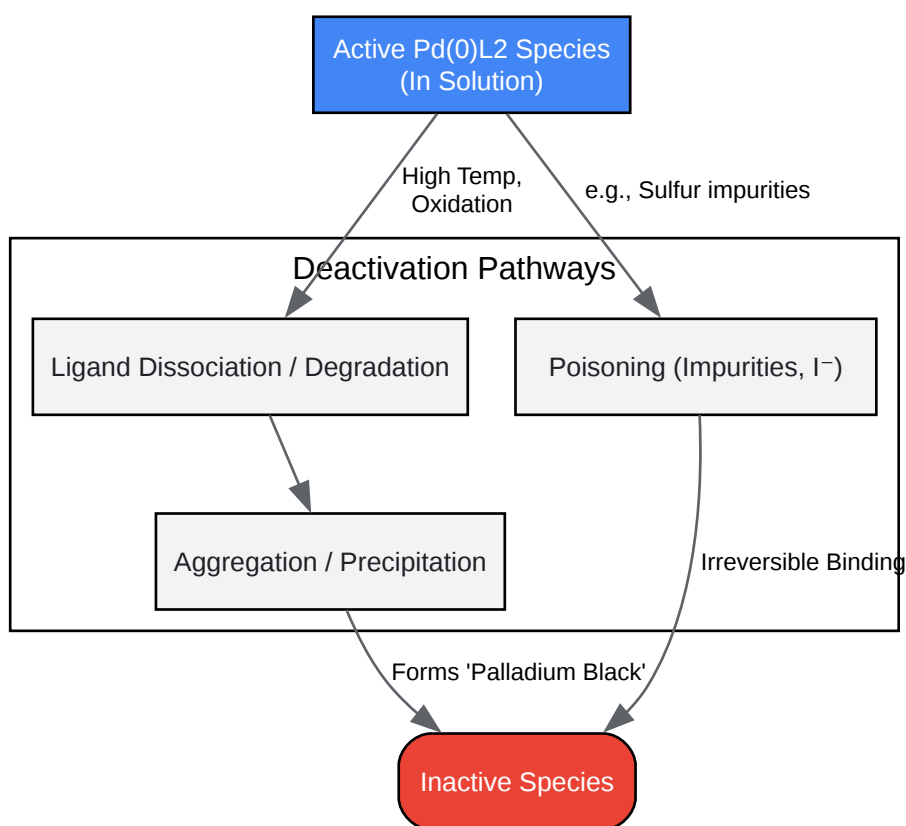 Active Pd(0)L2 Species
(In Solution)
High Temp,
Oxidation
e.g., Sulfur impurities
Deactivation Pathways
Ligand Dissociation / Degradation
Poisoning (Impurities, I⁻)
Aggregation / Precipitation
Irreversible Binding
Forms 'Palladium Black'
Inactive Species